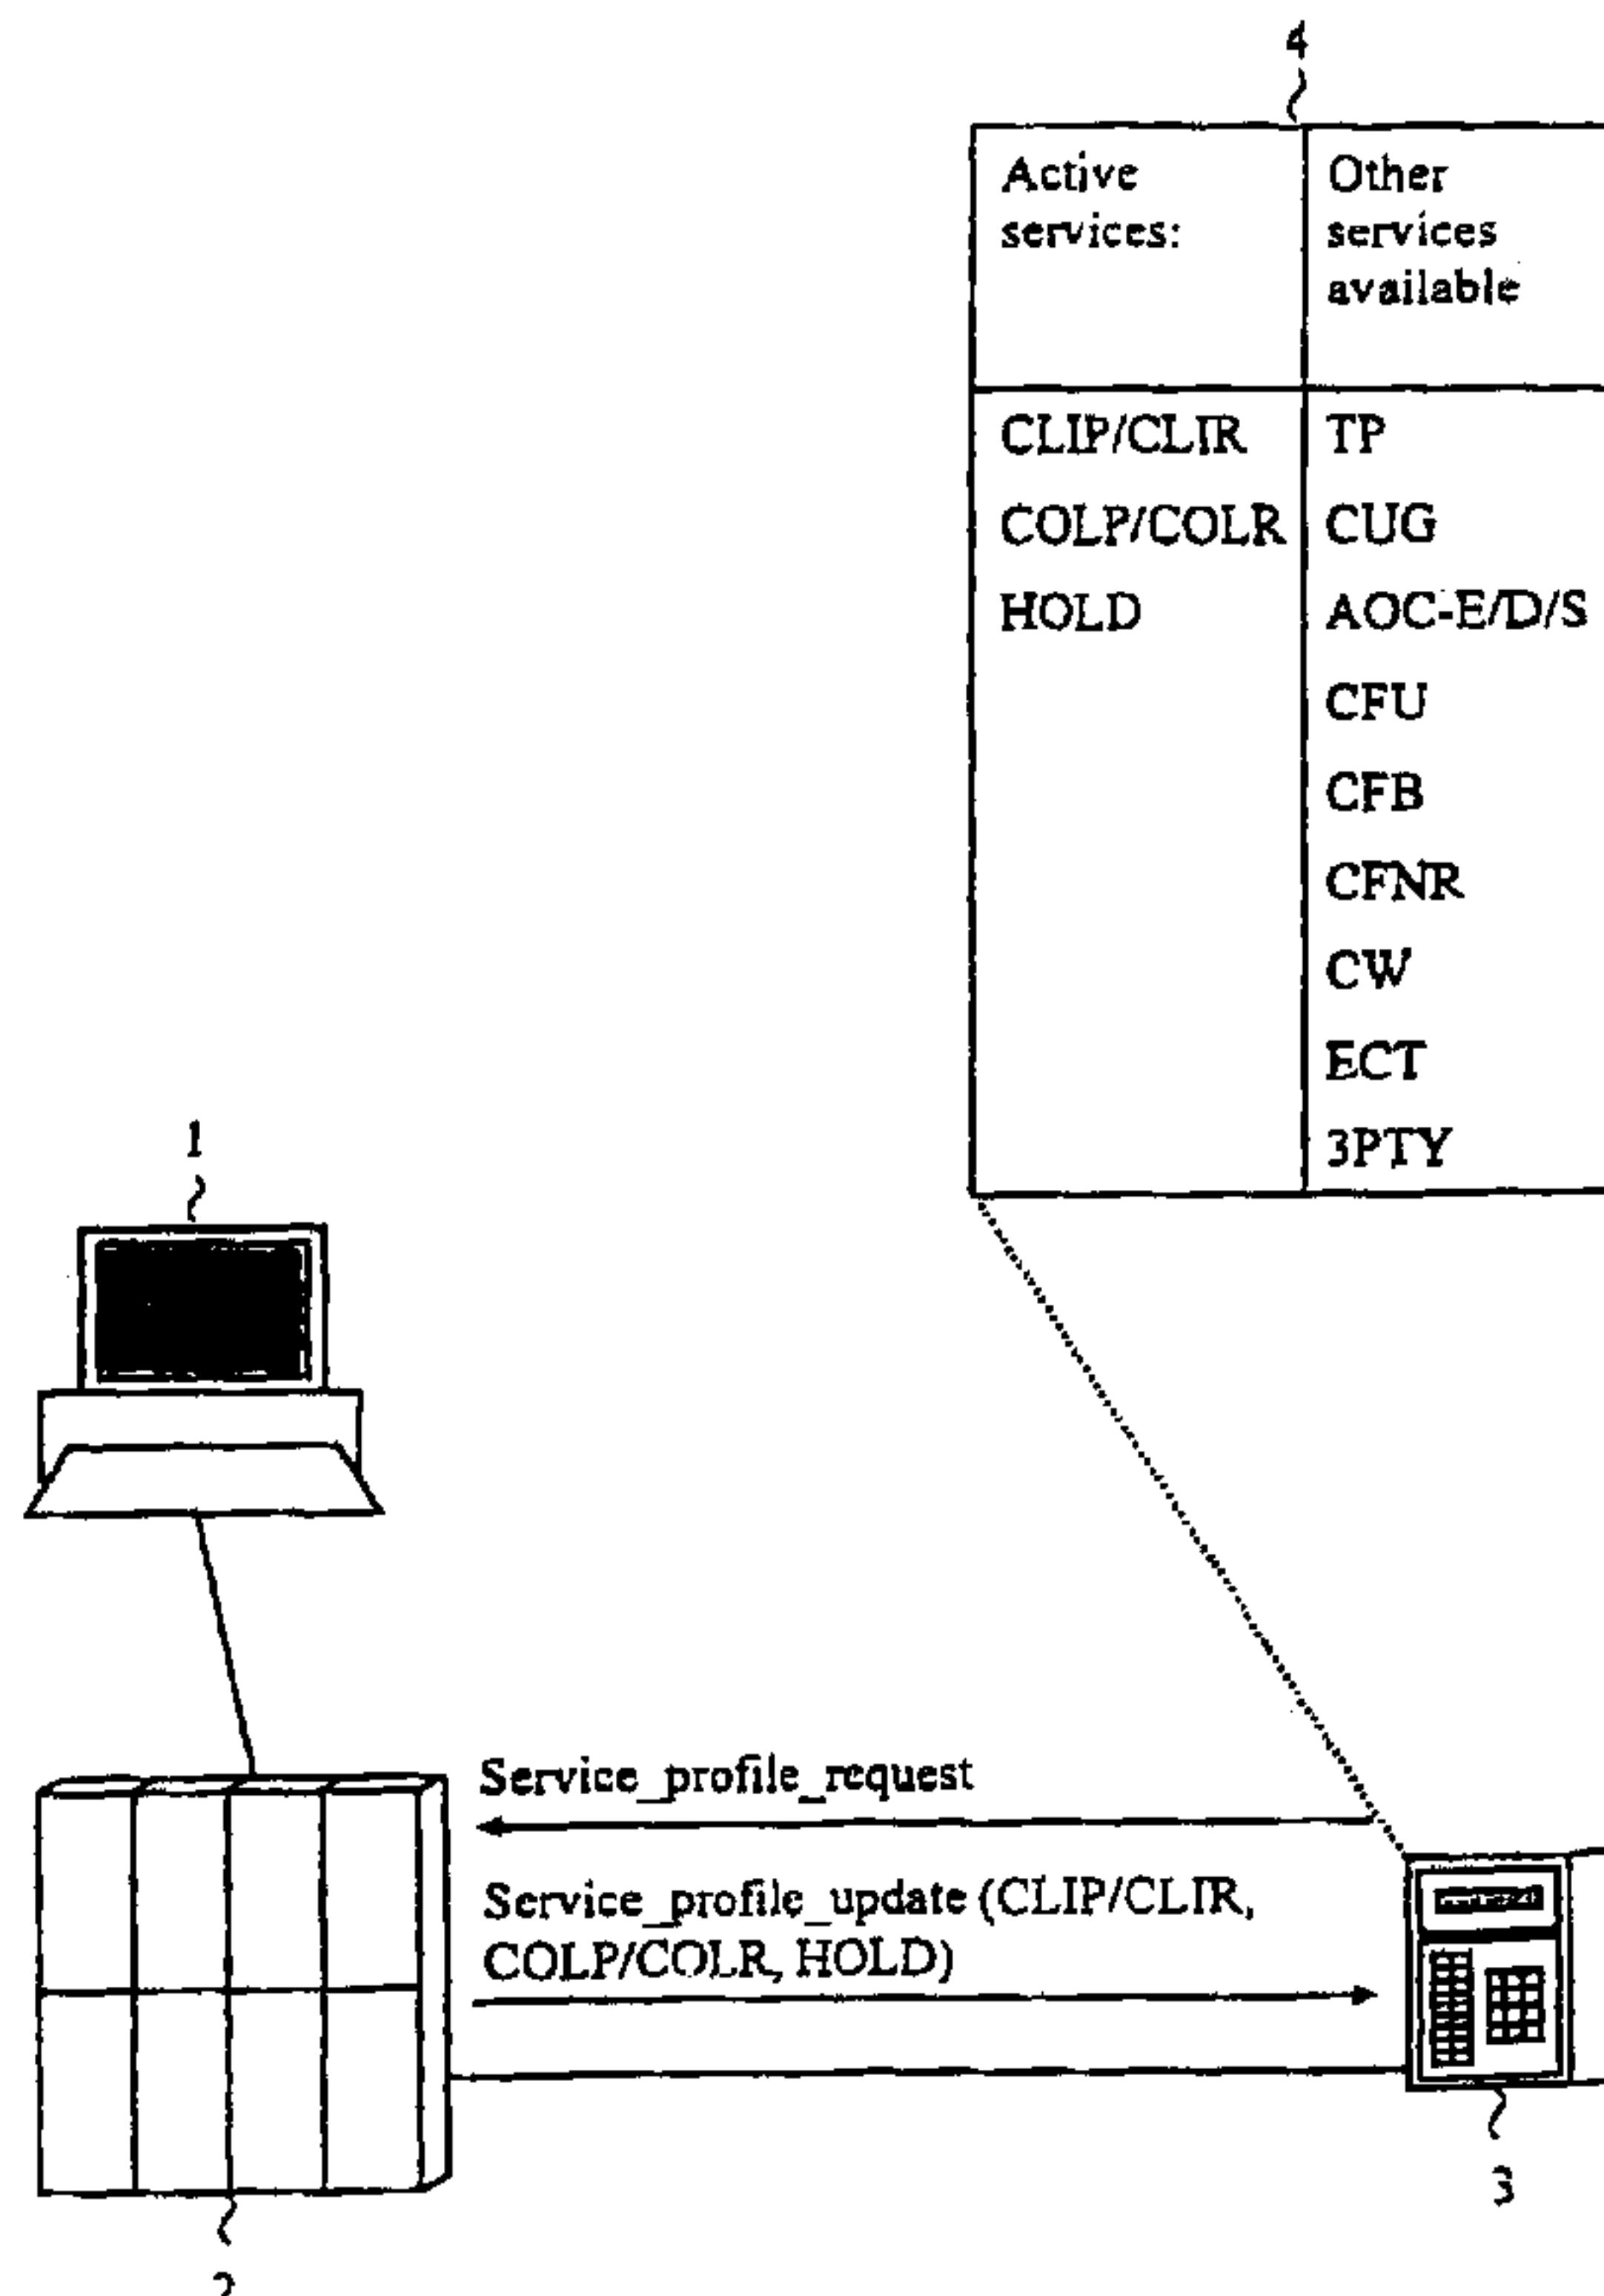 4
Active
services:
Other
services
available
CLIP/CLIR
TP
COLP/COLR
CUG
HOLD
AOC-E/D/S
CFU
CFB
CFNR
CW
ECT
3PTY
1
Service_profile_request
Service_profile_update (CLIP/CLIR,
COLP/COLR, HOLD)
3
2